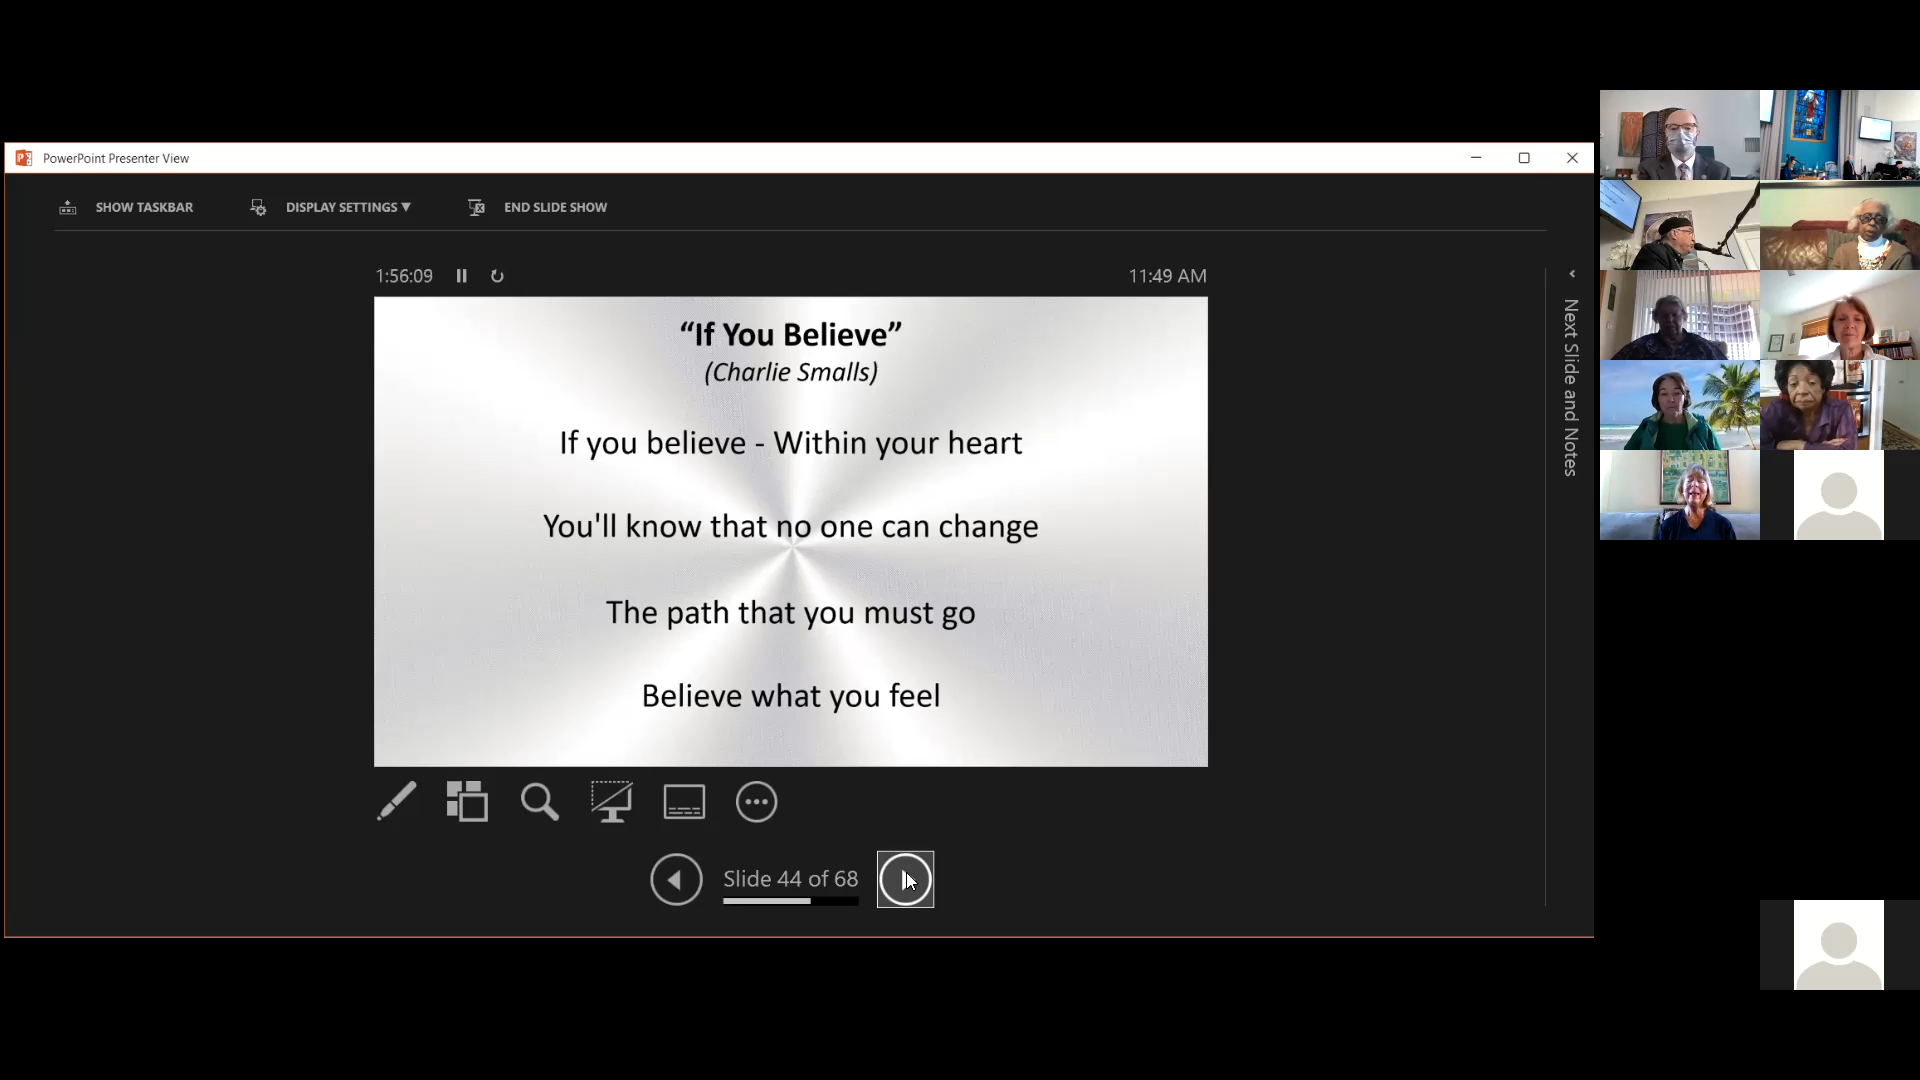 PowerPoint Presenter View
SHOW TASKBAR
DISPLAY SETTINGS ▼
END SLIDE SHOW
1:56:09
11:49 AM
“If You Believe”
(Charlie Smalls)
If you believe - Within your heart
You'll know that no one can change
The path that you must go
Believe what you feel
Slide 44 of 68
Next Slide and Notes